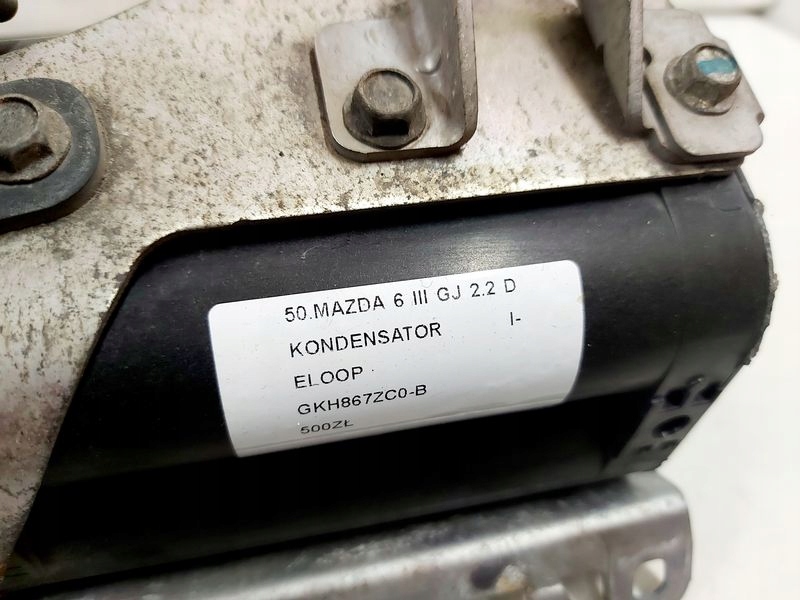 50.MAZDA 6 III GJ 2.2 D
KONDENSATOR I-
ELOOP
GKH867ZC0-B
500ZŁ